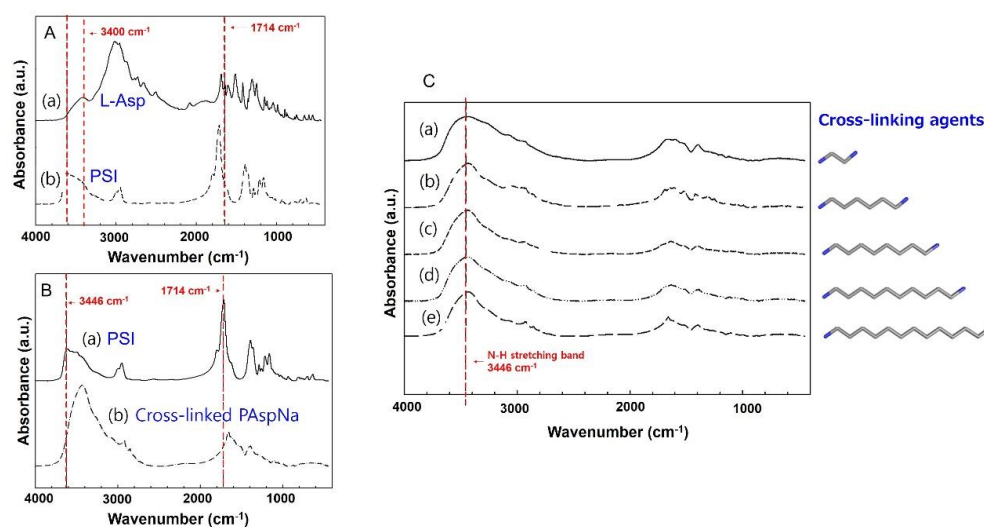 A
3400 cm⁻¹
1714 cm⁻¹
(a)
L-Asp
(b)
PSI
Absorbance (a.u.)
4000 3000 2000 1000
Wavenumber (cm⁻¹)
B
3446 cm⁻¹
1714 cm⁻¹
(a) PSI
(b) Cross-linked PAspNa
Absorbance (a.u.)
4000 3000 2000 1000
Wavenumber (cm⁻¹)
C
(a)
(b)
(c)
(d)
(e)
N-H stretching band
3446 cm⁻¹
Absorbance (a.u.)
4000 3000 2000 1000
Wavenumber (cm⁻¹)
Cross-linking agents